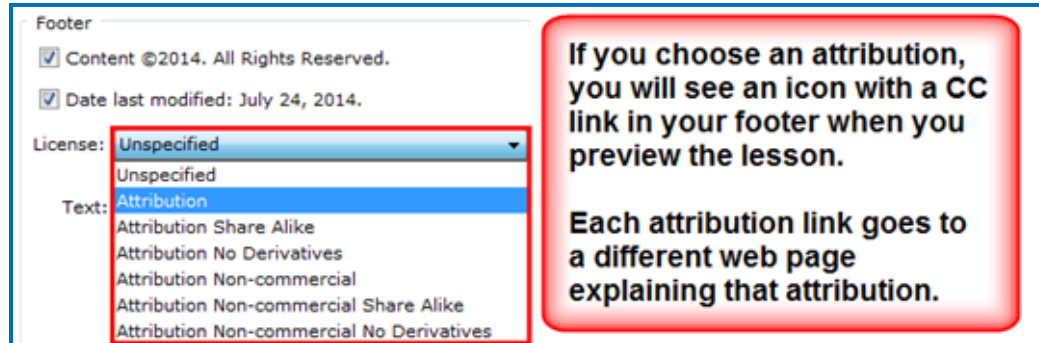 Footer
Content ©2014. All Rights Reserved.
Date last modified: July 24, 2014.
License: Unspecified
Unspecified
Text: Attribution
Attribution Share Alike
Attribution No Derivatives
Attribution Non-commercial
Attribution Non-commercial Share Alike
Attribution Non-commercial No Derivatives
If you choose an attribution,
you will see an icon with a CC
link in your footer when you
preview the lesson.
Each attribution link goes to
a different web page
explaining that attribution.